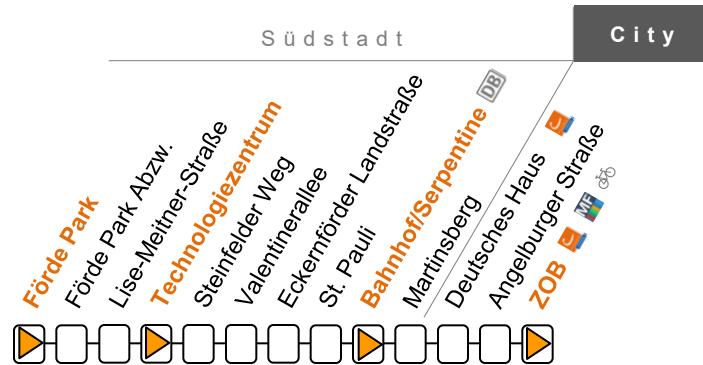 Südstadt
City
Förde Park
Förde Park Abzw.
Lise-Meitner-Straße
Technologiezentrum
Steinfelder Weg
Valentinerallee
Eckernförder Landstraße
St. Pauli
Bahnhof/Serpentine DB
Martinsberg
Deutsches Haus
Angelburger Straße
ZOB MF